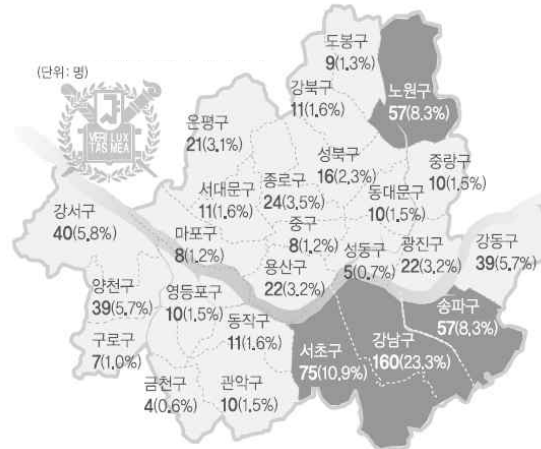 (단위: 명)
도봉구
9(1.3%)
노원구
57(8.3%)
강북구
11(1.6%)
은평구
21(3.1%)
성북구
16(2.3%)
중랑구
10(1.5%)
서대문구
11(1.6%)
종로구
24(3.5%)
동대문구
10(1.5%)
강서구
40(5.8%)
마포구
8(1.2%)
중구
8(1.2%)
성동구
5(0.7%)
광진구
22(3.2%)
강동구
39(5.7%)
용산구
22(3.2%)
양천구
39(5.7%)
영등포구
10(1.5%)
동작구
11(1.6%)
송파구
57(8.3%)
구로구
7(1.0%)
서초구
75(10.9%)
강남구
160(23.3%)
금천구
4(0.6%)
관악구
10(1.5%)
VERI LUX
TAS MEA